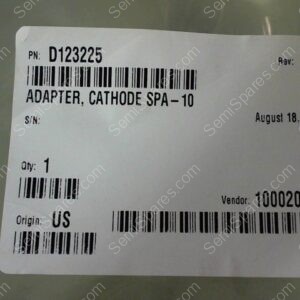 PN: D123225 Rev:
ADAPTER, CATHODE SPA-10
S/N: August 18,
Qty: 1
Vendor: 100020
Origin: US
SemiSpares.com